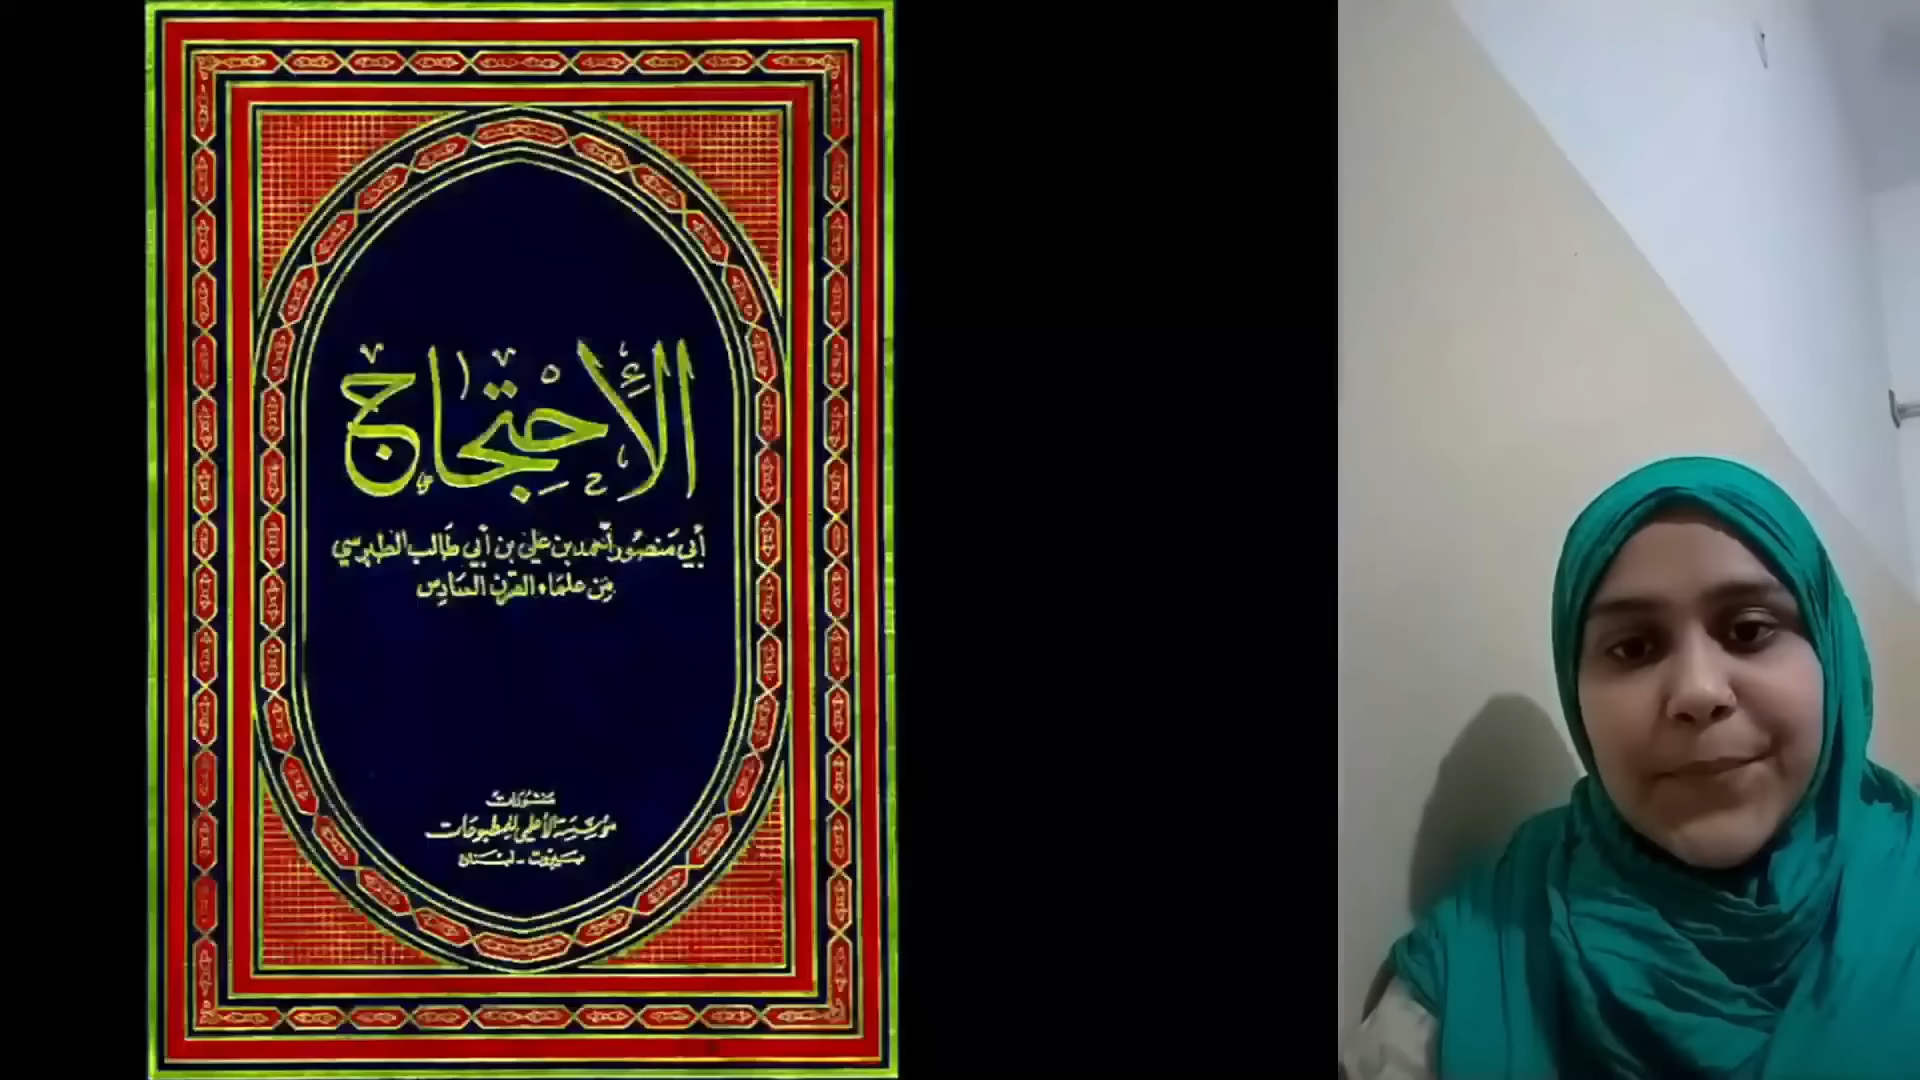 الإحتجاج
أبي منصور أحمد بن علي بن أبي طالب الطبرسي
من علماء القرن السادس
منشورات
مؤسسة الأعلمي للمطبوعات
بيروت - لبنان